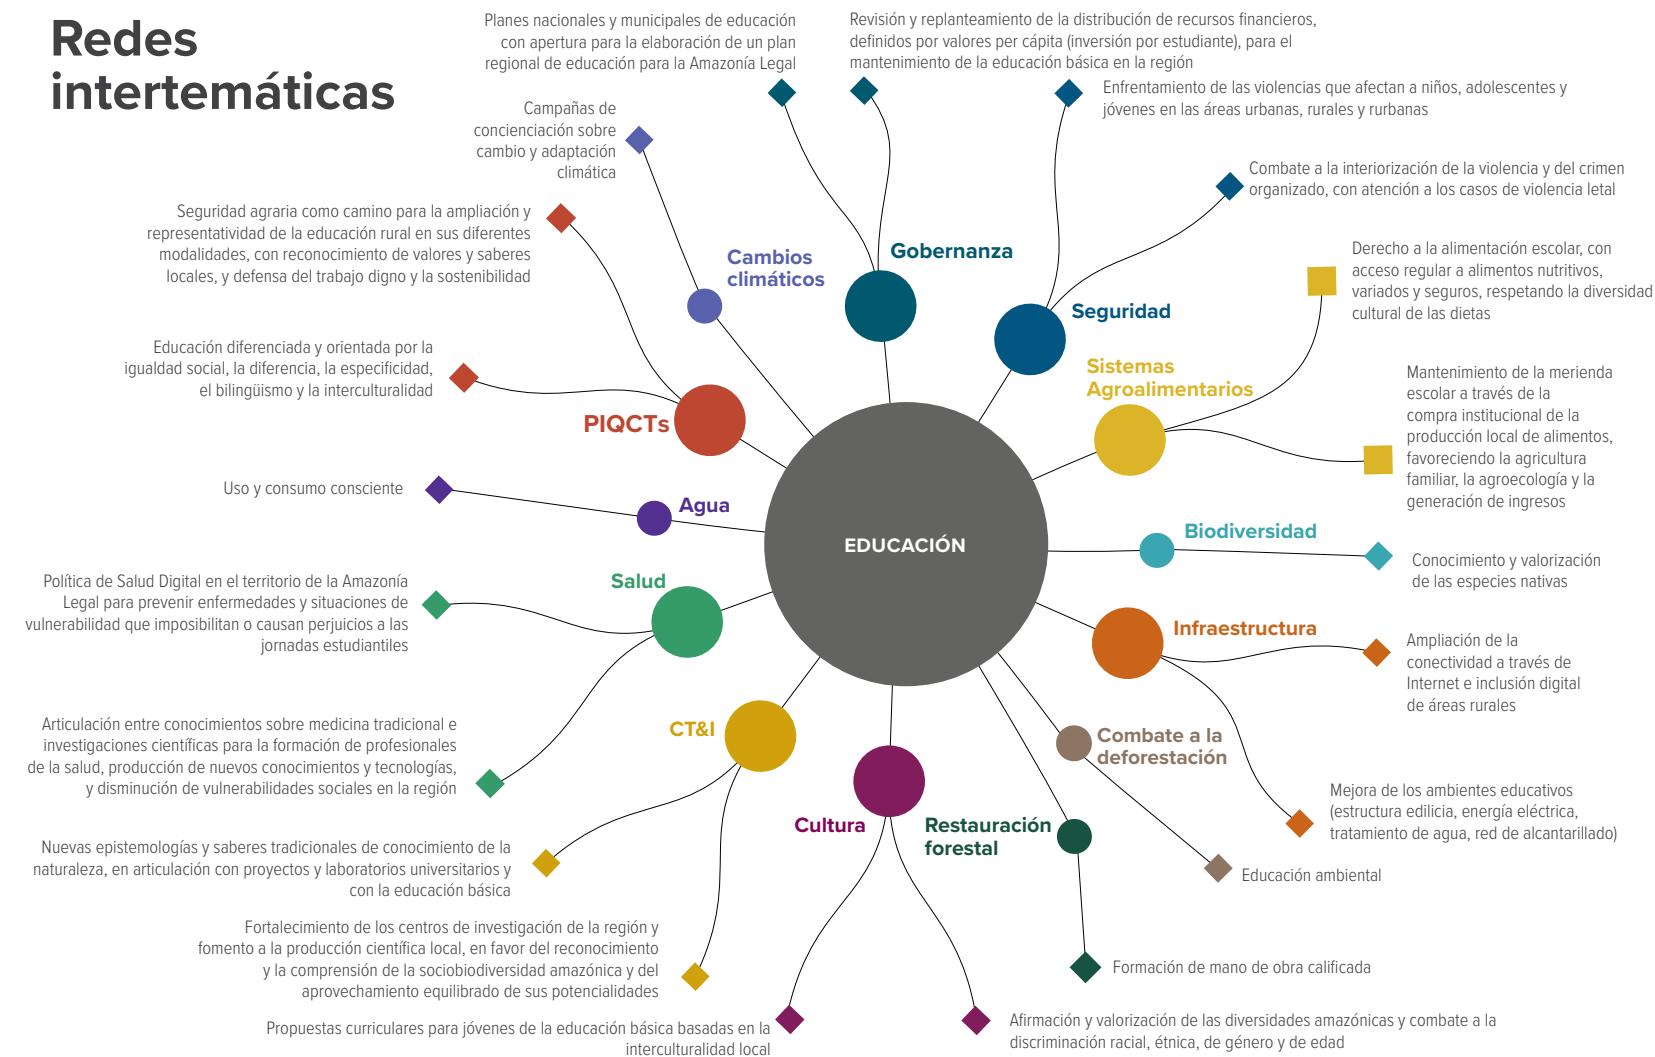 Redes
intertemáticas
Planes nacionales y municipales de educación
con apertura para la elaboración de un plan
regional de educación para la Amazonía Legal
Revisión y replanteamiento de la distribución de recursos financieros,
definidos por valores per cápita (inversión por estudiante), para el
mantenimiento de la educación básica en la región
Enfrentamiento de las violencias que afectan a niños, adolescentes y
jóvenes en las áreas urbanas, rurales y rurbanas
Campañas de
concienciación sobre
cambio y adaptación
climática
Combate a la interiorización de la violencia y del crimen
organizado, con atención a los casos de violencia letal
Seguridad agraria como camino para la ampliación y
representatividad de la educación rural en sus diferentes
modalidades, con reconocimiento de valores y saberes
locales, y defensa del trabajo digno y la sostenibilidad
Cambios
climáticos
Gobernanza
Seguridad
Derecho a la alimentación escolar, con
acceso regular a alimentos nutritivos,
variados y seguros, respetando la diversidad
cultural de las dietas
Educación diferenciada y orientada por la
igualdad social, la diferencia, la especificidad,
el bilingüismo y la interculturalidad
PIQCTs
Sistemas
Agroalimentarios
Mantenimiento de la merienda
escolar a través de la
compra institucional de la
producción local de alimentos,
favoreciendo la agricultura
familiar, la agroecología y la
generación de ingresos
Uso y consumo consciente
Agua
EDUCACIÓN
Biodiversidad
Conocimiento y valorización
de las especies nativas
Política de Salud Digital en el territorio de la Amazonía
Legal para prevenir enfermedades y situaciones de
vulnerabilidad que imposibilitan o causan perjuicios a las
jornadas estudiantiles
Salud
Infraestructura
Ampliación de la
conectividad a través de
Internet e inclusión digital
de áreas rurales
Articulación entre conocimientos sobre medicina tradicional e
investigaciones científicas para la formación de profesionales
de la salud, producción de nuevos conocimientos y tecnologías,
y disminución de vulnerabilidades sociales en la región
CT&I
Combate a la
deforestación
Mejora de los ambientes educativos
(estructura edilicia, energía eléctrica,
tratamiento de agua, red de alcantarillado)
Cultura
Restauración
forestal
Nuevas epistemologías y saberes tradicionales de conocimiento de la
naturaleza, en articulación con proyectos y laboratorios universitarios y
con la educación básica
Educación ambiental
Fortalecimiento de los centros de investigación de la región y
fomento a la producción científica local, en favor del reconocimiento
y la comprensión de la sociobiodiversidad amazónica y del
aprovechamiento equilibrado de sus potencialidades
Formación de mano de obra calificada
Propuestas curriculares para jóvenes de la educación básica basadas en la
interculturalidad local
Afirmación y valorización de las diversidades amazónicas y combate a la
discriminación racial, étnica, de género y de edad